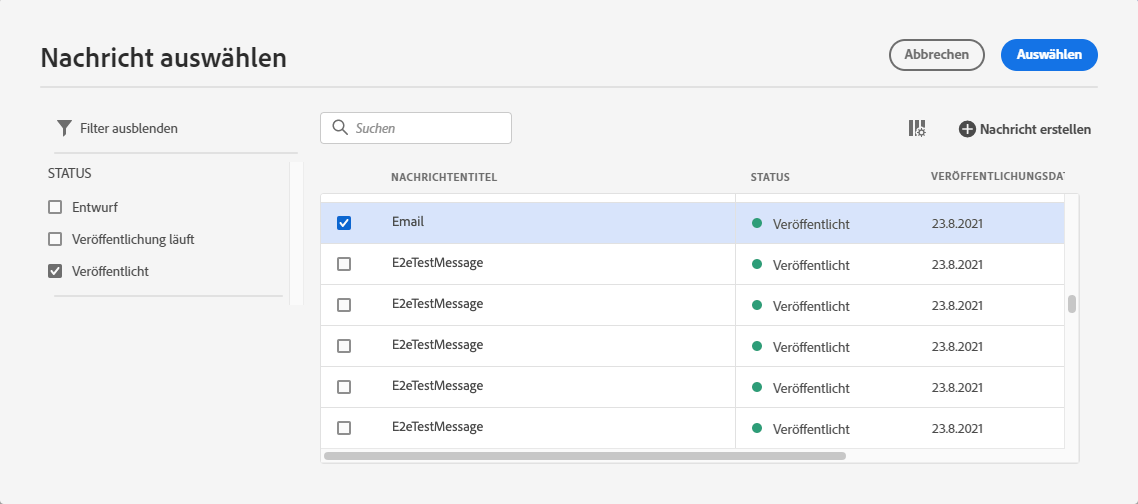 Nachricht auswählen
Abbrechen
Auswählen
Filter ausblenden
Suchen
Nachricht erstellen
STATUS
Entwurf
Veröffentlichung läuft
Veröffentlicht
NACHRICHTENTITEL STATUS VERÖFFENTLICHUNGSDAT
Email Veröffentlicht 23.8.2021
E2eTestMessage Veröffentlicht 23.8.2021
E2eTestMessage Veröffentlicht 23.8.2021
E2eTestMessage Veröffentlicht 23.8.2021
E2eTestMessage Veröffentlicht 23.8.2021
E2eTestMessage Veröffentlicht 23.8.2021